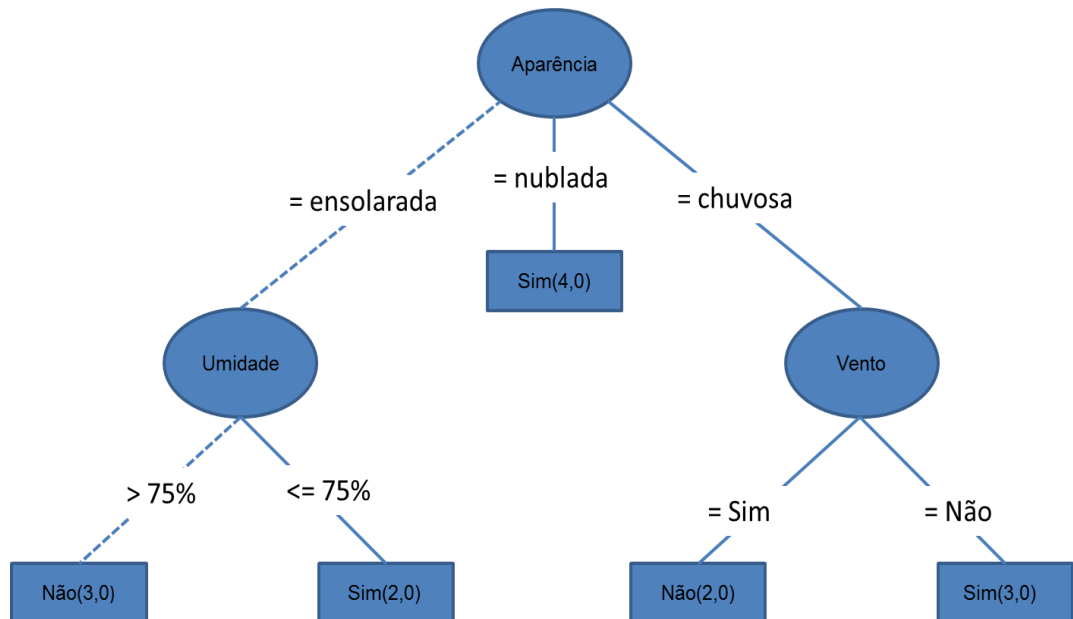 Aparência
= ensolarada
= nublada
= chuvosa
Sim(4,0)
Umidade
Vento
> 75%
<= 75%
= Sim
= Não
Não(3,0)
Sim(2,0)
Não(2,0)
Sim(3,0)